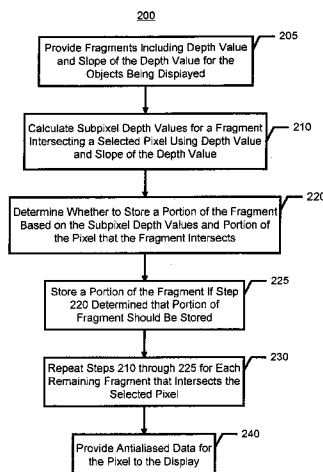 200
Provide Fragments Including Depth Value
and Slope of the Depth Value for the
Objects Being Displayed
205
Calculate Subpixel Depth Values for a Fragment
Intersecting a Selected Pixel Using Depth Value
and Slope of the Depth Value
210
Determine Whether to Store a Portion of the Fragment
Based on the Subpixel Depth Values and Portion of
the Pixel that the Fragment Intersects
220
Store a Portion of the Fragment If Step
220 Determined that Portion of
Fragment Should be Stored
225
Repeat Steps 210 through 225 for Each
Remaining Fragment that Intersects the
Selected Pixel
230
Provide Antialiased Data for
the Pixel to the Display
240